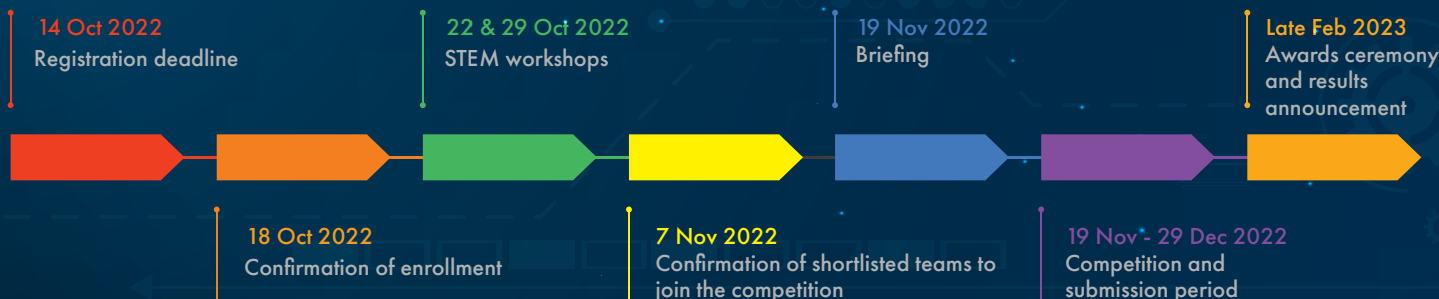 14 Oct 2022
Registration deadline
18 Oct 2022
Confirmation of enrollment
22 & 29 Oct 2022
STEM workshops
7 Nov 2022
Confirmation of shortlisted teams to
join the competition
19 Nov 2022
Briefing
19 Nov - 29 Dec 2022
Competition and
submission period
Late Feb 2023
Awards ceremony
and results
announcement